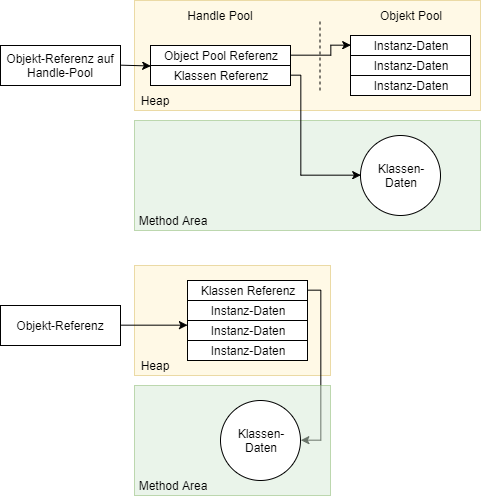 Handle Pool
Objekt Pool
Objekt-Referenz auf
Handle-Pool
Object Pool Referenz
Klassen Referenz
Instanz-Daten
Instanz-Daten
Instanz-Daten
Heap
Klassen-
Daten
Method Area
Objekt-Referenz
Klassen Referenz
Instanz-Daten
Instanz-Daten
Instanz-Daten
Heap
Klassen-
Daten
Method Area